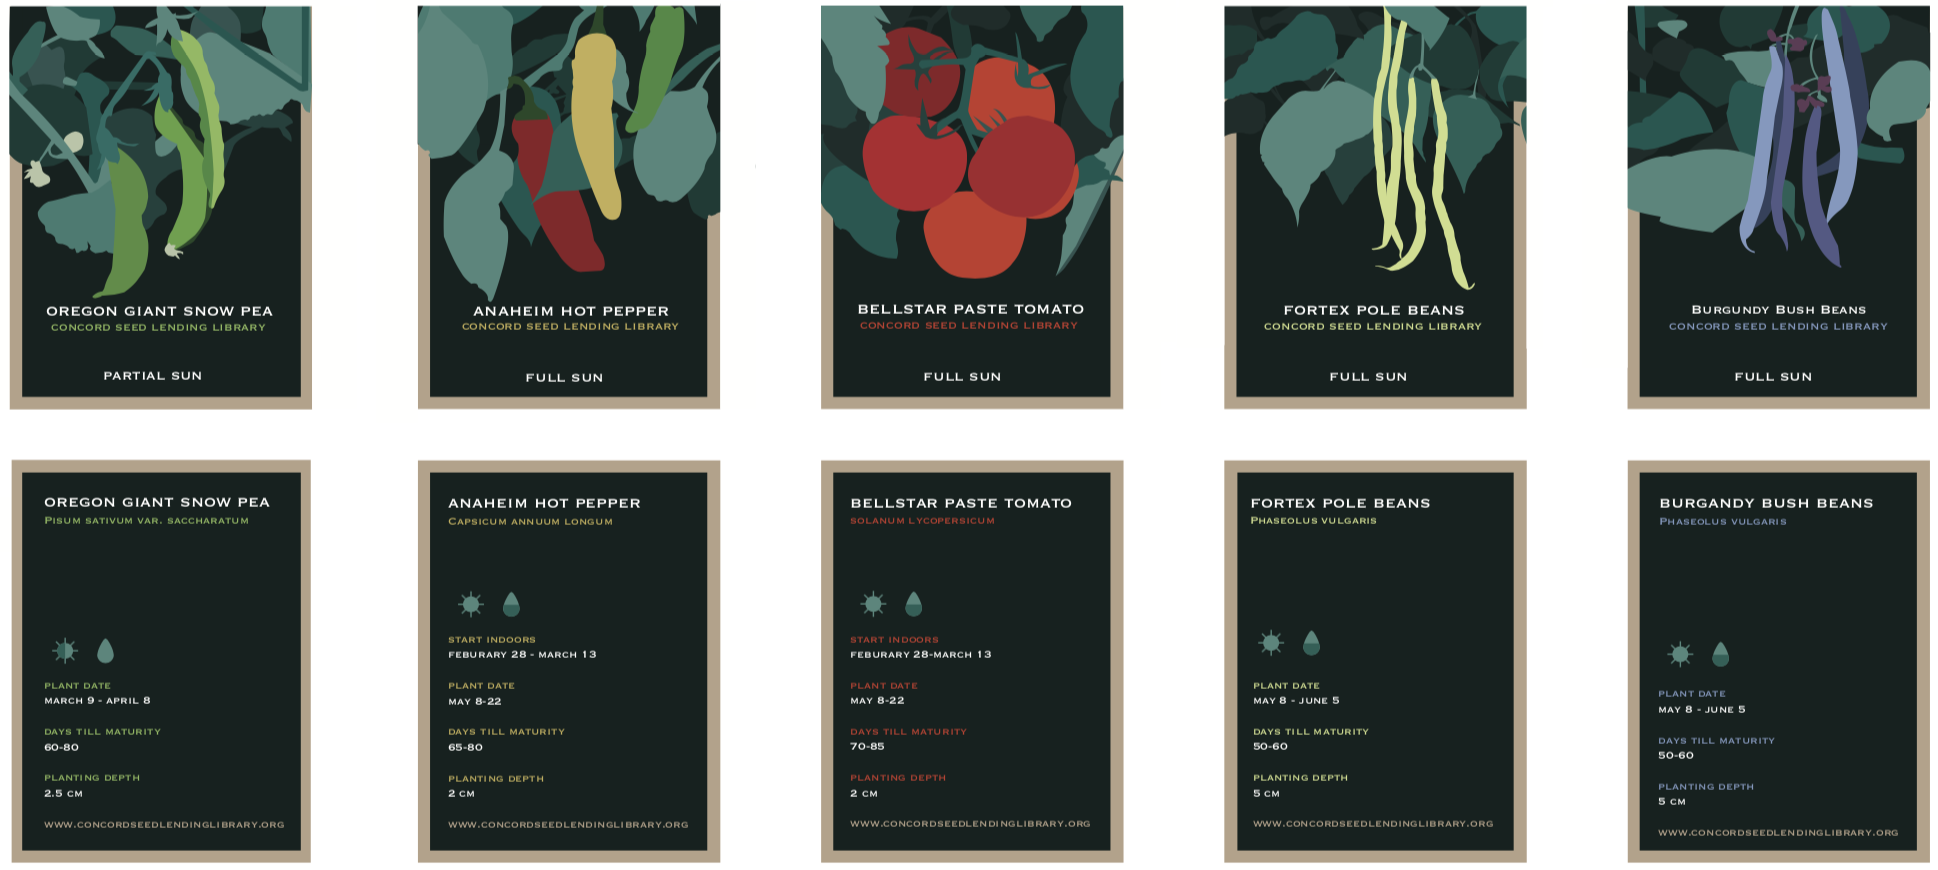 OREGON GIANT SNOW PEA
CONCORD SEED LENDING LIBRARY
PARTIAL SUN
ANAHEIM HOT PEPPER
CONCORD SEED LENDING LIBRARY
FULL SUN
BELLSTAR PASTE TOMATO
CONCORD SEED LENDING LIBRARY
FULL SUN
FORTEX POLE BEANS
CONCORD SEED LENDING LIBRARY
FULL SUN
Burgundy Bush Beans
CONCORD SEED LENDING LIBRARY
FULL SUN
OREGON GIANT SNOW PEA
Pisum sativum var. saccharatum
PLANT DATE
MARCH 9 - APRIL 8
DAYS TILL MATURITY
60-80
PLANTING DEPTH
2.5 CM
WWW.CONCORDSEEDLENDINGLIBRARY.ORG
ANAHEIM HOT PEPPER
Capsicum annuum longum
START INDOORS
FEBURARY 28 - MARCH 13
PLANT DATE
MAY 8-22
DAYS TILL MATURITY
65-80
PLANTING DEPTH
2 CM
WWW.CONCORDSEEDLENDINGLIBRARY.ORG
BELLSTAR PASTE TOMATO
SOLANUM LYCOPERSICUM
START INDOORS
FEBURARY 28-MARCH 13
PLANT DATE
MAY 8-22
DAYS TILL MATURITY
70-85
PLANTING DEPTH
2 CM
WWW.CONCORDSEEDLENDINGLIBRARY.ORG
FORTEX POLE BEANS
Phaseolus vulgaris
PLANT DATE
MAY 8 - JUNE 5
DAYS TILL MATURITY
50-60
PLANTING DEPTH
5 CM
WWW.CONCORDSEEDLENDINGLIBRARY.ORG
BURGANDY BUSH BEANS
Phaseolus vulgaris
PLANT DATE
MAY 8 - JUNE 5
DAYS TILL MATURITY
50-60
PLANTING DEPTH
5 CM
WWW.CONCORDSEEDLENDINGLIBRARY.ORG